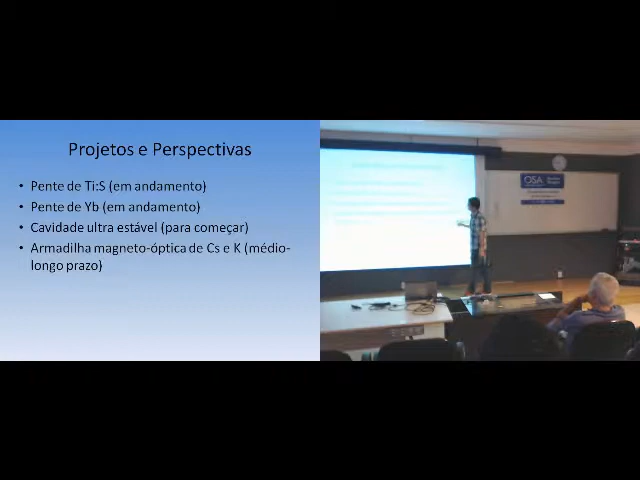 Projetos e Perspectivas
• Pente de Ti:S (em andamento)
• Pente de Yb (em andamento)
• Cavidade ultra estável (para começar)
• Armadilha magneto-óptica de Cs e K (médio-
longo prazo)
OSA